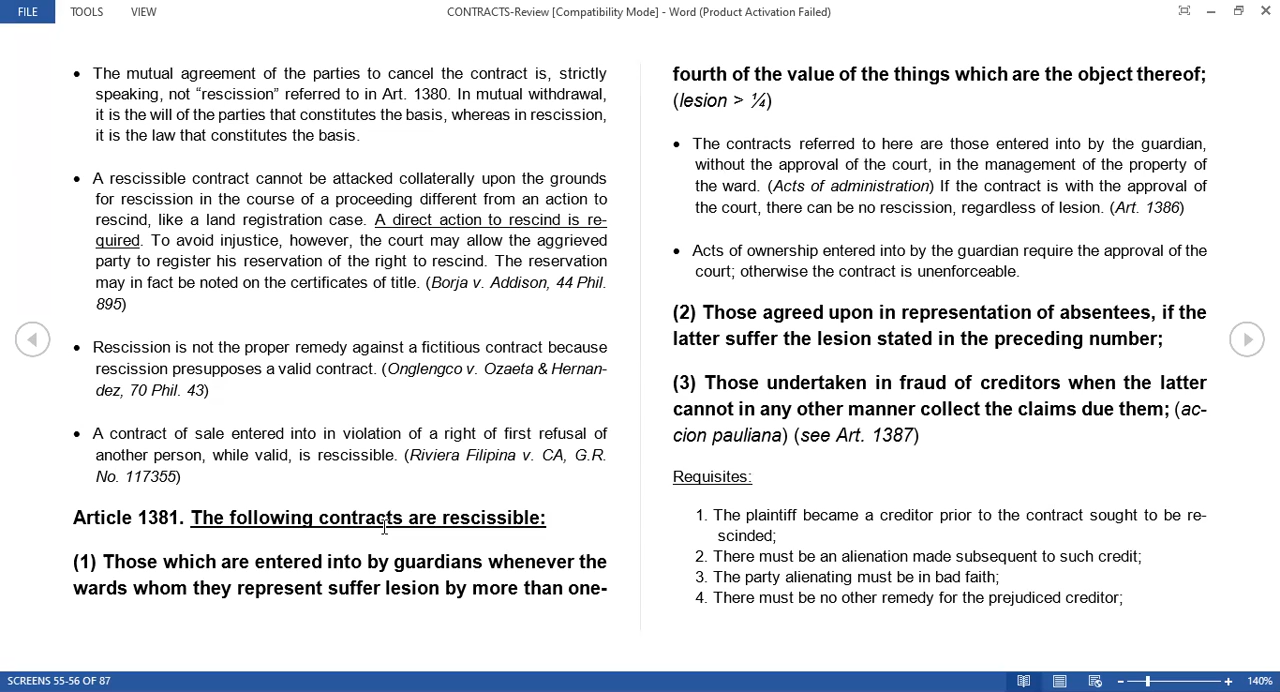 FILE TOOLS VIEW CONTRACTS-Review [Compatibility Mode] - Word (Product Activation Failed)
• The mutual agreement of the parties to cancel the contract is, strictly
speaking, not “rescission” referred to in Art. 1380. In mutual withdrawal,
it is the will of the parties that constitutes the basis, whereas in rescission,
it is the law that constitutes the basis.
• A rescissible contract cannot be attacked collaterally upon the grounds
for rescission in the course of a proceeding different from an action to
rescind, like a land registration case. A direct action to rescind is re-
quired. To avoid injustice, however, the court may allow the aggrieved
party to register his reservation of the right to rescind. The reservation
may in fact be noted on the certificates of title. (Borja v. Addison, 44 Phil.
895)
• Rescission is not the proper remedy against a fictitious contract because
rescission presupposes a valid contract. (Onglengco v. Ozaeta & Hernan-
dez, 70 Phil. 43)
• A contract of sale entered into in violation of a right of first refusal of
another person, while valid, is rescissible. (Riviera Filipina v. CA, G.R.
No. 117355)
Article 1381. The following contracts are rescissible:
(1) Those which are entered into by guardians whenever the
wards whom they represent suffer lesion by more than one-
fourth of the value of the things which are the object thereof;
(lesion > ¼)
• The contracts referred to here are those entered into by the guardian,
without the approval of the court, in the management of the property of
the ward. (Acts of administration) If the contract is with the approval of
the court, there can be no rescission, regardless of lesion. (Art. 1386)
• Acts of ownership entered into by the guardian require the approval of the
court; otherwise the contract is unenforceable.
(2) Those agreed upon in representation of absentees, if the
latter suffer the lesion stated in the preceding number;
(3) Those undertaken in fraud of creditors when the latter
cannot in any other manner collect the claims due them; (ac-
cion pauliana) (see Art. 1387)
Requisites:
1. The plaintiff became a creditor prior to the contract sought to be re-
scinded;
2. There must be an alienation made subsequent to such credit;
3. The party alienating must be in bad faith;
4. There must be no other remedy for the prejudiced creditor;
SCREENS 55-56 OF 87 140%